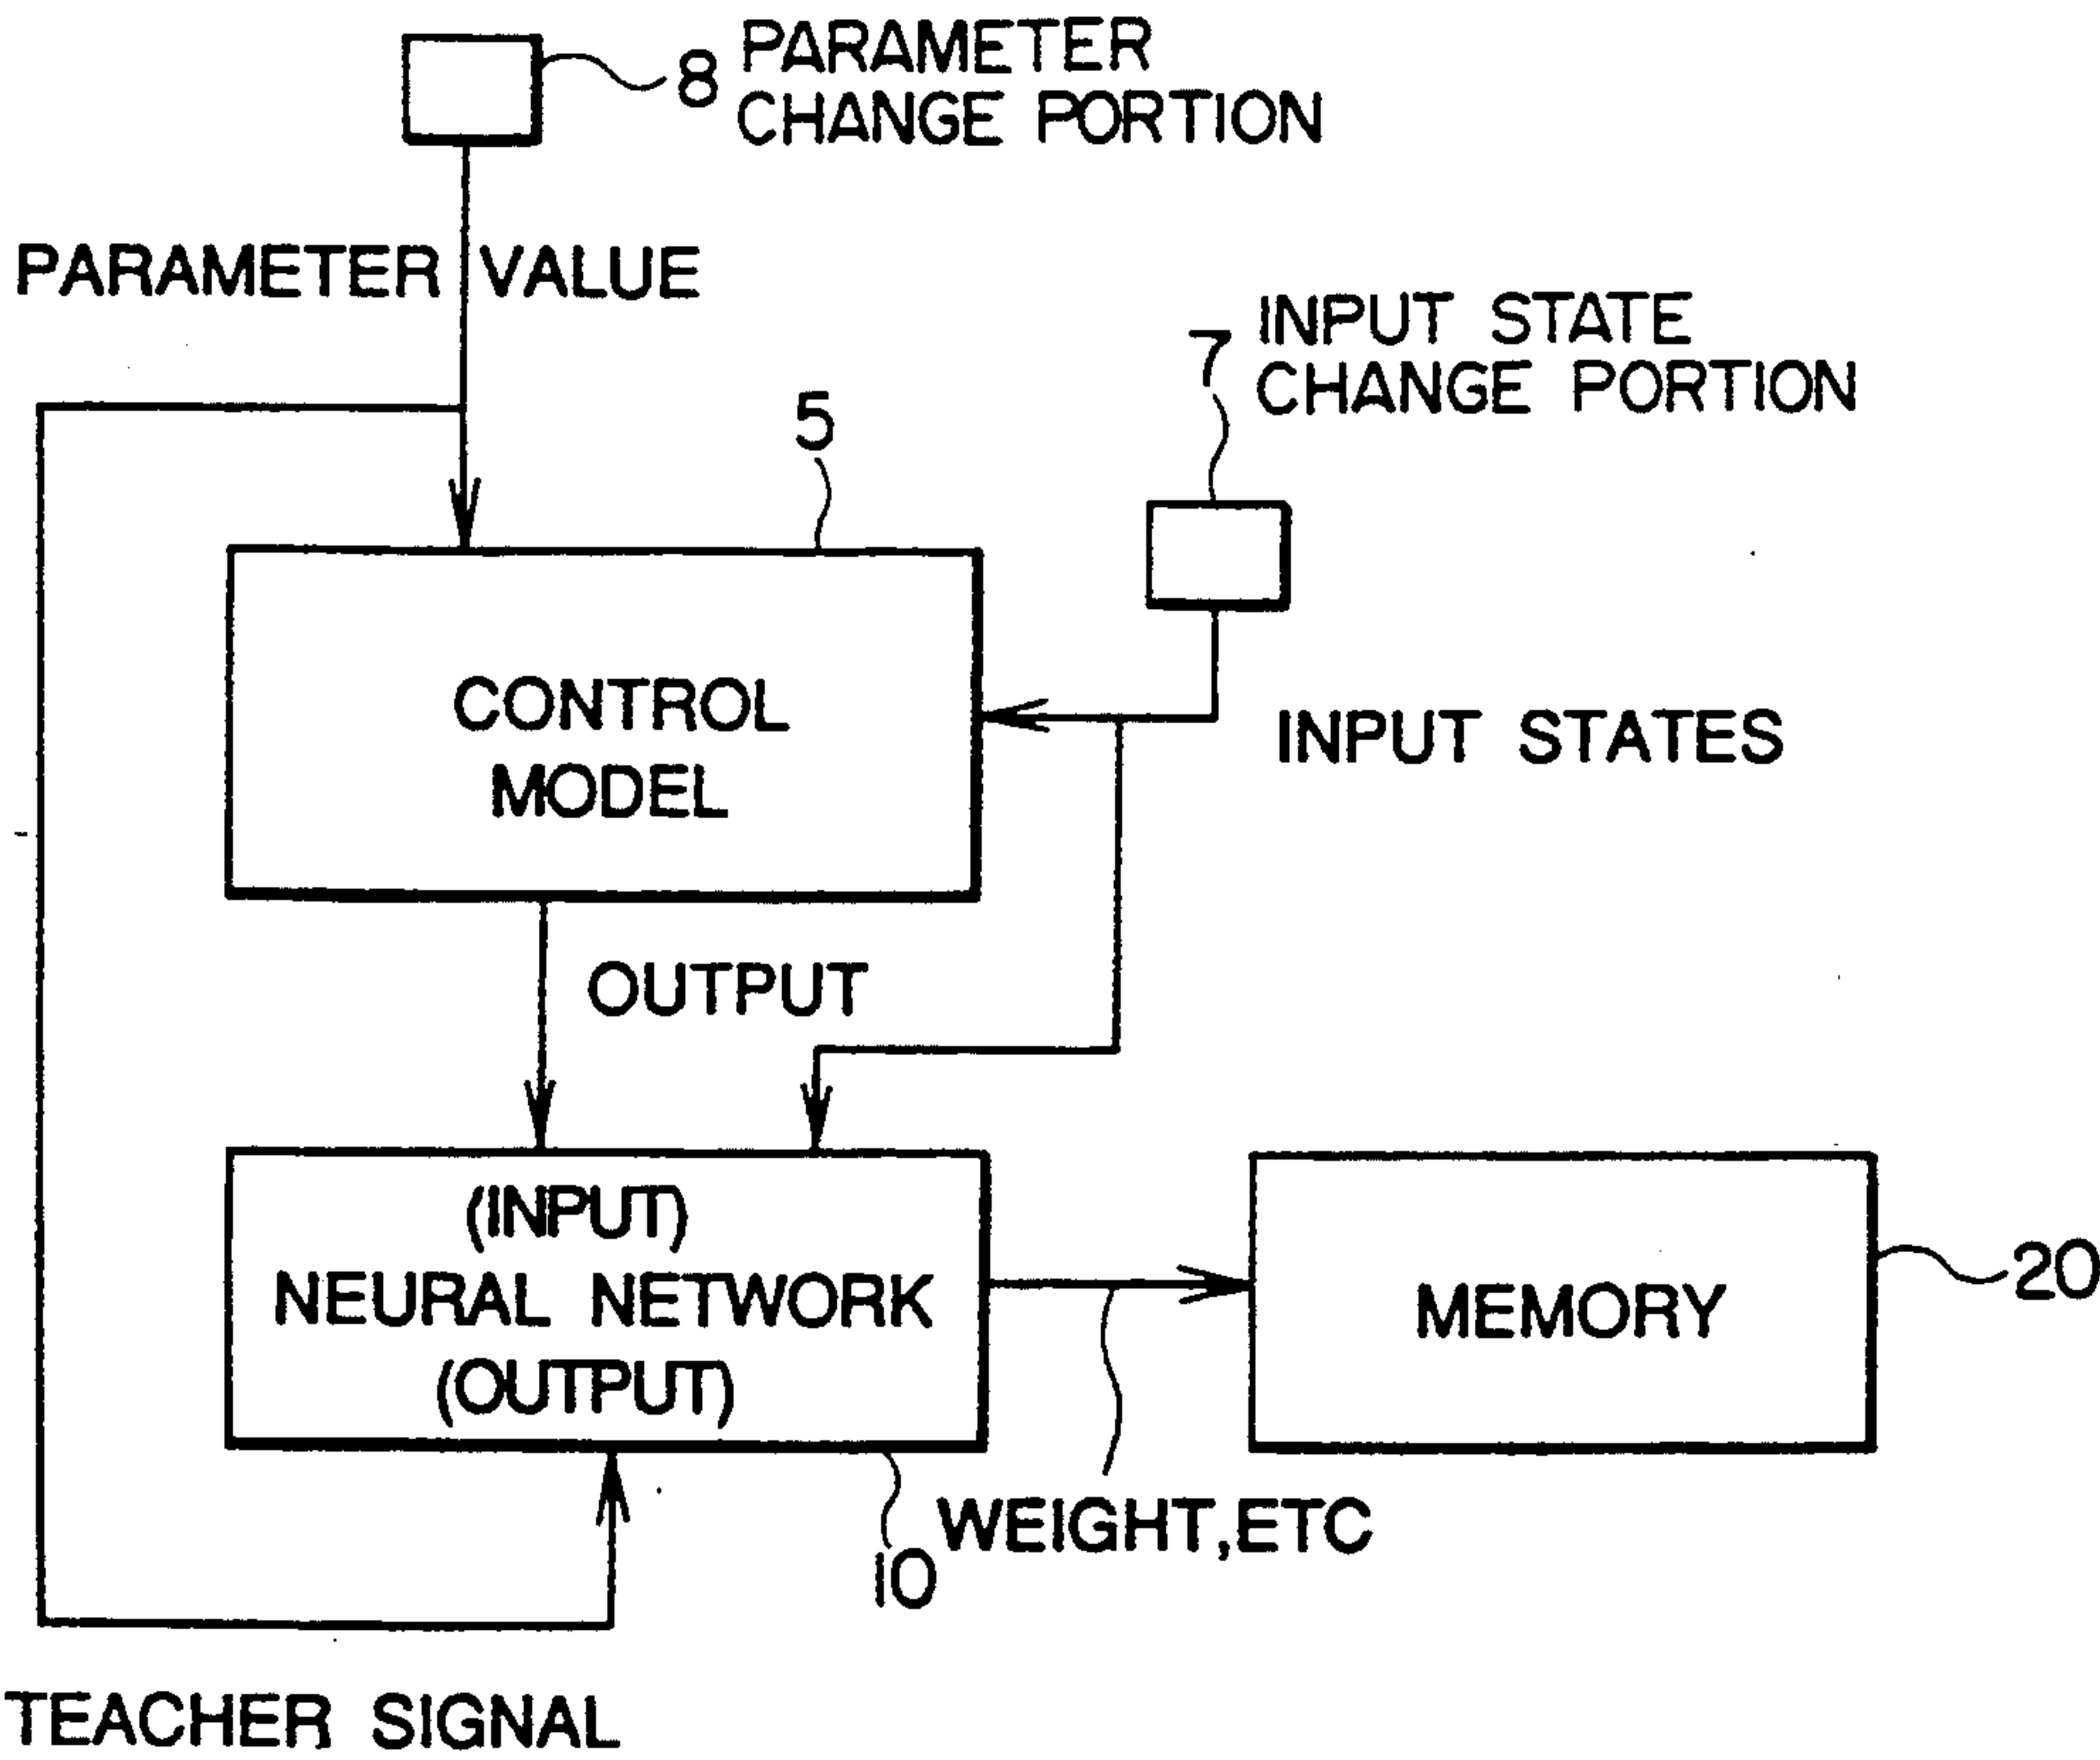 8 PARAMETER
CHANGE PORTION
PARAMETER VALUE
7 INPUT STATE
CHANGE PORTION
5
CONTROL
MODEL
INPUT STATES
OUTPUT
(INPUT)
NEURAL NETWORK
(OUTPUT)
MEMORY
20
WEIGHT,ETC
10
TEACHER SIGNAL